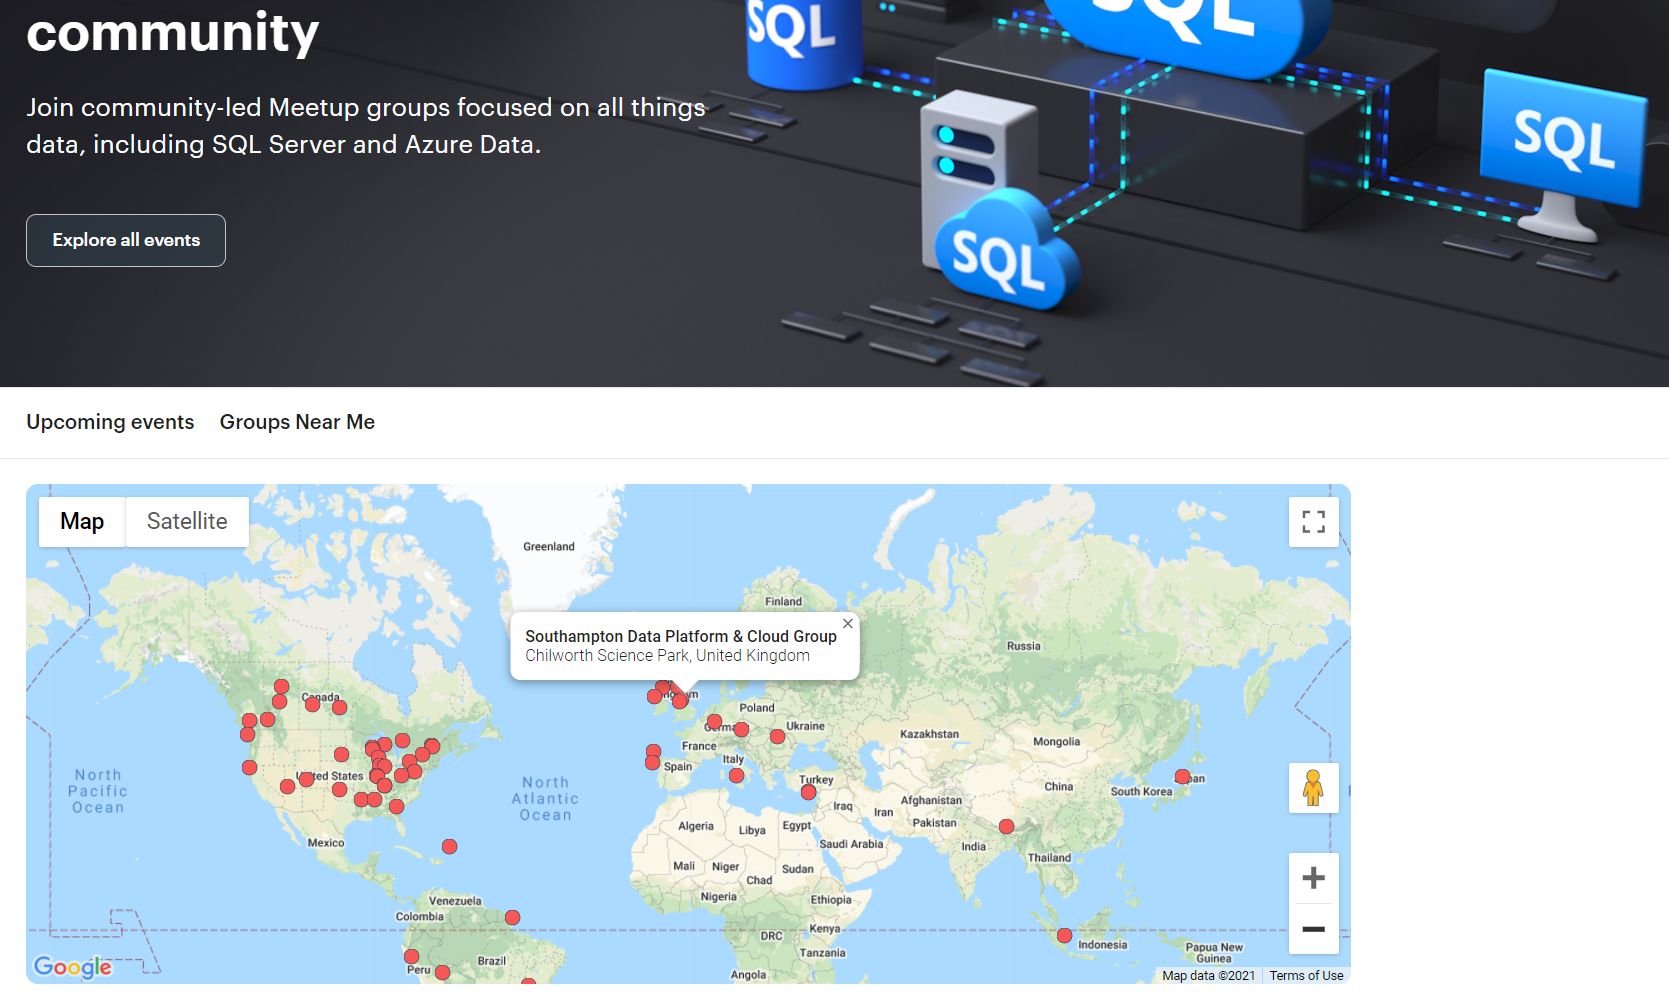 community
Join community-led Meetup groups focused on all things
data, including SQL Server and Azure Data.
Explore all events
SQL
SQL
SQL
SQL
Upcoming events
Groups Near Me
Map
Satellite
Greenland
Finland
Southampton Data Platform & Cloud Group
Chilworth Science Park, United Kingdom
Russia
Canada
Poland
Ukraine
France
Kazakhstan
Mongolia
North
Pacific
Ocean
United States
North
Atlantic
Ocean
Spain
Italy
Turkey
China
South Korea
Japan
Iraq
Iran
Afghanistan
Pakistan
Algeria
Libya
Egypt
Saudi Arabia
India
Thailand
Mexico
Mali
Niger
Chad
Sudan
Nigeria
Ethiopia
Venezuela
Colombia
DRC
Kenya
Tanzania
Indonesia
Papua New
Guinea
Peru
Brazil
Angola
Google
Map data ©2021
Terms of Use